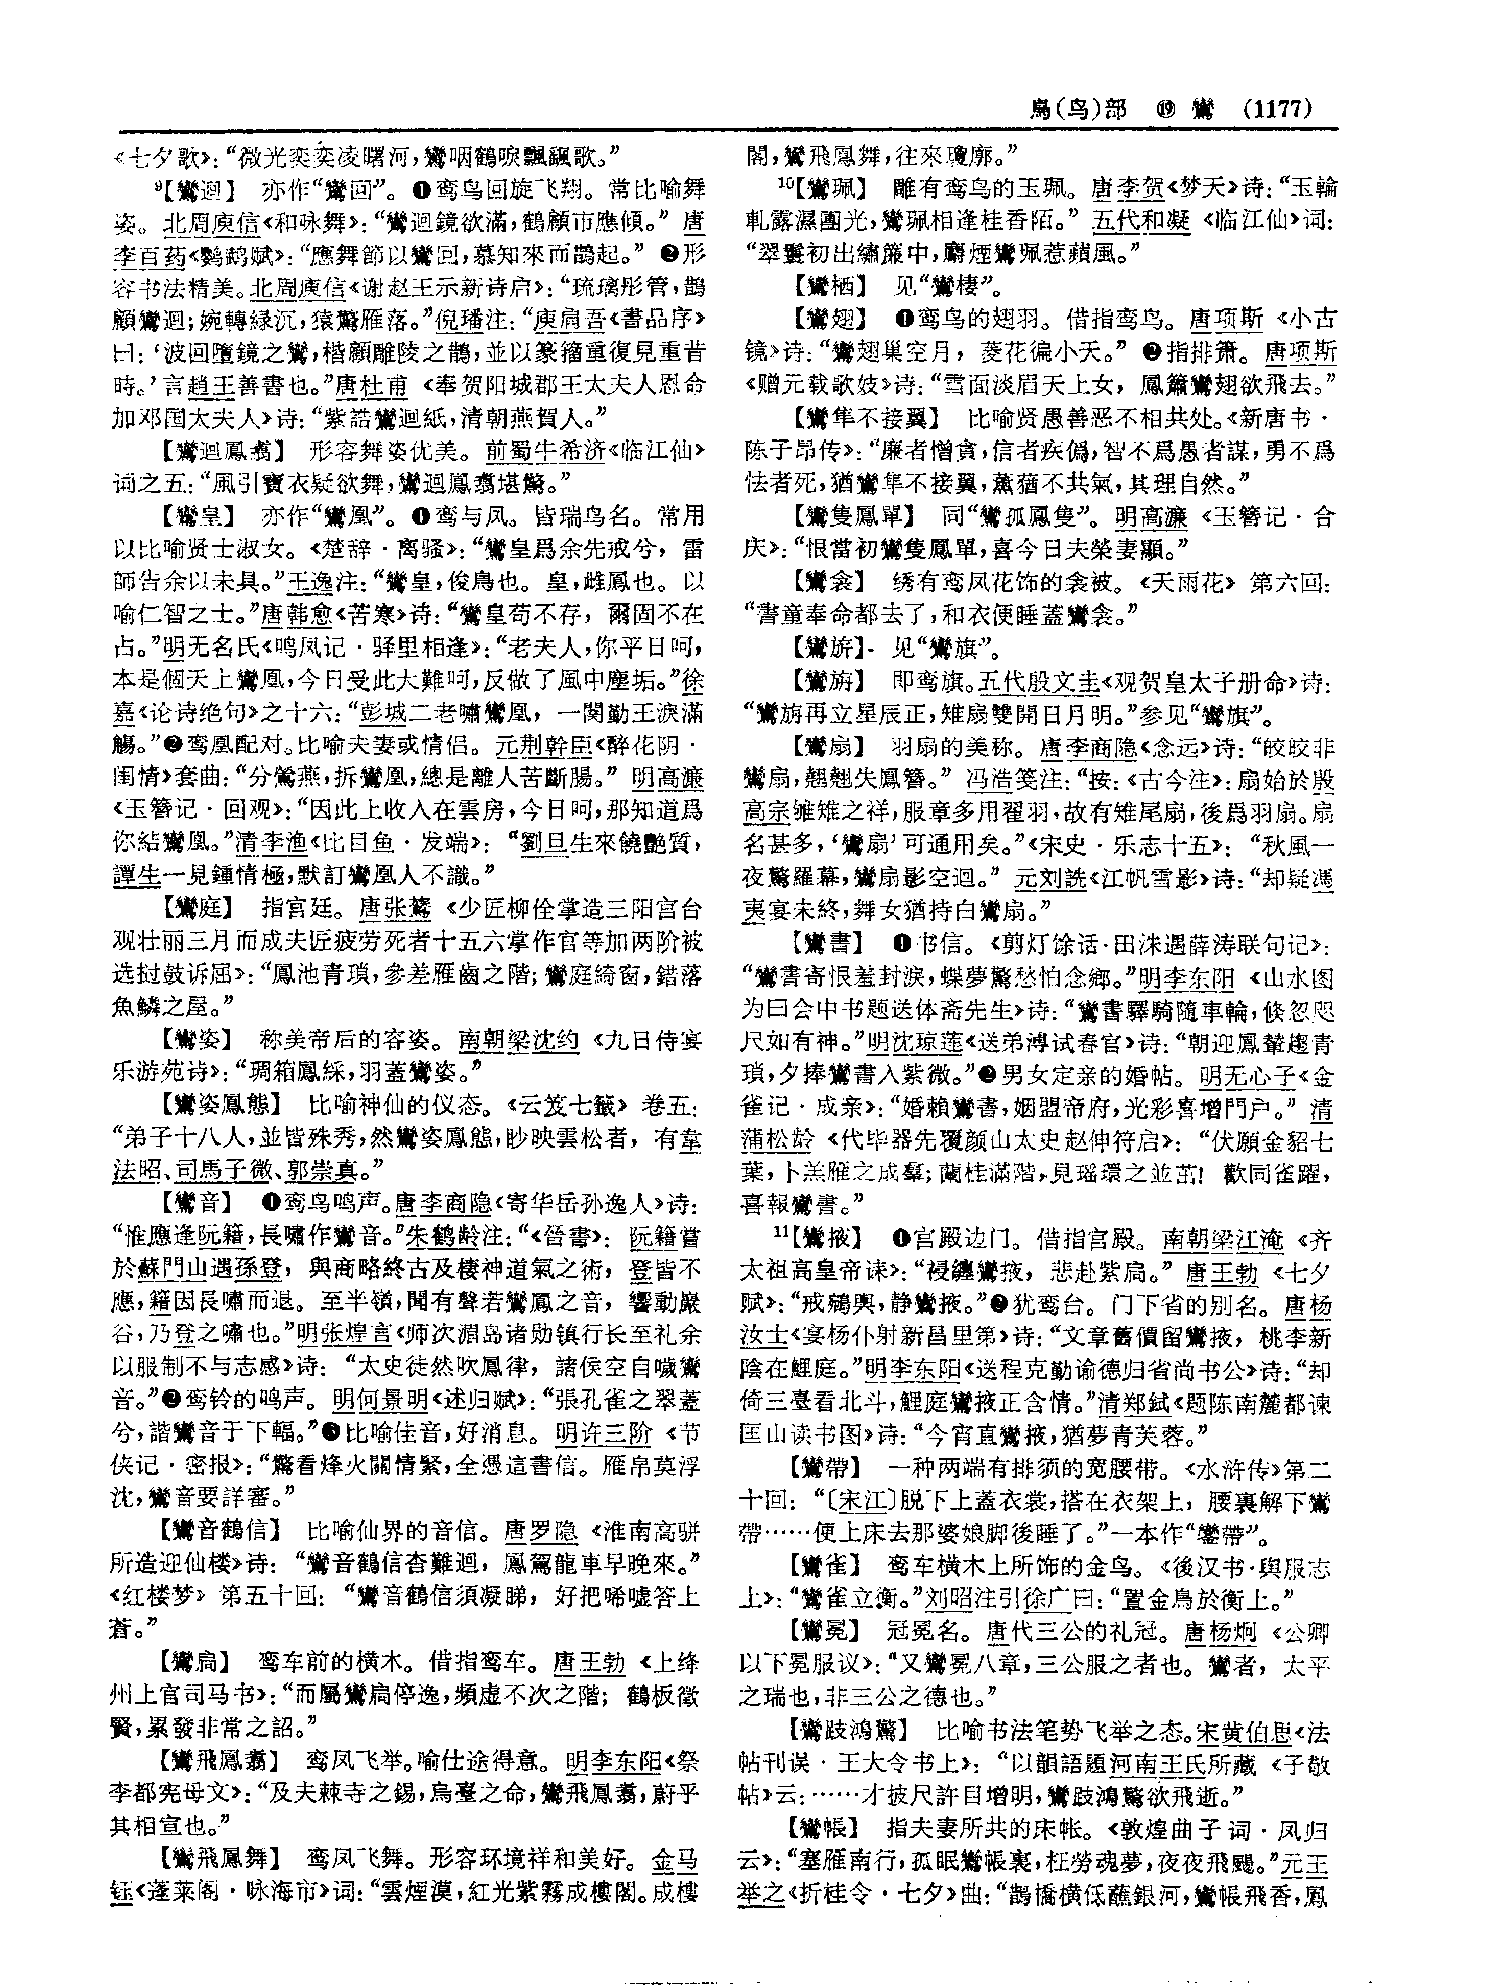 鳥(鸟)部 ⑲ 鸞 (1177)
《七夕歌》：“微光奕奕凌曙河，鸞咽鶴唳飄颻歌。”
⁹【鸞迴】 亦作“鸞回”。❶鸾鸟回旋飞翔。常比喻舞
姿。北周庾信《和咏舞》：“鸞迴鏡欲滿，鶴顧市應傾。” 唐
李百药《鹦鹉赋》：“應舞節以鸞回，慕知來而鵲起。” ❷形
容书法精美。北周庾信《谢赵王示新诗启》：“琉璃彤管，鵲
顧鸞迴；婉轉緑沉，猿驚雁落。”倪璠注：“庾肩吾《書品序》
曰：‘波回墮鏡之鸞，楷顧雕陵之鵲，並以篆籀重復見重昔
時。’言趙王善書也。”唐杜甫 《奉贺阳城郡王太夫人恩命
加邓国太夫人》诗：“紫誥鸞迴紙，清朝燕賀人。”
【鸞迴鳳翥】 形容舞姿优美。前蜀牛希济《临江仙》
词之五：“風引寶衣疑欲舞，鸞迴鳳翥堪驚。”
【鸞皇】 亦作“鸞凰”。❶鸾与凤。皆瑞鸟名。常用
以比喻贤士淑女。《楚辞·离骚》：“鸞皇爲余先戒兮，雷
師告余以未具。”王逸注：“鸞皇，俊鳥也。皇，雌鳳也。以
喻仁智之士。”唐韩愈《苦寒》诗：“鸞皇苟不存，爾固不在
占。”明无名氏《鸣凤记·驿里相逢》：“老夫人，你平日呵，
本是個天上鸞凰，今日受此大難呵，反做了風中塵垢。”徐
嘉《论诗绝句》之十六：“彭城二老嘯鸞凰，一閧勤王淚滿
觴。”❷鸾凰配对。比喻夫妻或情侣。元荆幹臣《醉花阴·
闺情》套曲：“分鶯燕，拆鸞凰，總是離人苦斷腸。” 明高濂
《玉簪记·回观》：“因此上收入在雲房，今日呵，那知道爲
你結鸞凰。”清李渔《比目鱼·发端》：“劉旦生來饒艷質，
譚生一見鍾情極，默訂鸞凰人不識。”
【鸞庭】 指宫廷。唐张鷟 《少匠柳佺掌造三阳宫台
观壮丽三月而成夫匠疲劳死者十五六掌作官等加两阶被
选挝鼓诉屈》：“鳳池青瑣，參差雁齒之階；鸞庭綺窗，錯落
魚鱗之屋。”
【鸞姿】 称美帝后的容姿。南朝梁沈约 《九日侍宴
乐游苑诗》：“琱箱鳳綵，羽蓋鸞姿。”
【鸞姿鳳態】 比喻神仙的仪态。《云笈七籤》 卷五：
“弟子十八人，並皆殊秀，然鸞姿鳳態，眇映雲松者，有韋
法昭、司馬子微、郭崇真。”
【鸞音】 ❶鸾鸟鸣声。唐李商隐《寄华岳孙逸人》诗：
“惟應逢阮籍，長嘯作鸞音。”朱鹤龄注：“《晉書》：阮籍嘗
於蘇門山遇孫登，與商略終古及棲神道氣之術，登皆不
應，籍因長嘯而退。至半嶺，聞有聲若鸞鳳之音，響動巖
谷，乃登之嘯也。”明张煌言《师次湄岛诸勋镇行长至礼余
以服制不与志感》诗：“太史徒然吹鳳律，諸侯空自噦鸞
音。”❷鸾铃的鸣声。明何景明《述归赋》：“張孔雀之翠蓋
兮，諧鸞音于下輻。”❸比喻佳音，好消息。明许三阶 《节
侠记·密报》：“驚看烽火關情緊，全憑這書信。雁帛莫浮
沈，鸞音要詳審。”
【鸞音鶴信】 比喻仙界的音信。唐罗隐 《淮南高骈
所造迎仙楼》诗：“鸞音鶴信杳難迴，鳳駕龍車早晚來。”
《红楼梦》第五十回：“鸞音鶴信須凝睇，好把唏嘘答上
蒼。”
【鸞扃】 鸾车前的横木。借指鸾车。唐王勃 《上绛
州上官司马书》：“而屬鸞扃停逸，頻虚不次之階；鶴板徵
賢，累發非常之詔。”
【鸞飛鳳翥】 鸾凤飞举。喻仕途得意。明李东阳《祭
李都宪母文》：“及夫棘寺之錫，烏臺之命，鸞飛鳳翥，蔚乎
其相宣也。”
【鸞飛鳳舞】 鸾凤飞舞。形容环境祥和美好。金马
钰《蓬莱阁·咏海市》词：“雲煙漠，紅光紫霧成樓閣。成樓
閣，鸞飛鳳舞，往來瓊廓。”
¹⁰【鸞珮】 雕有鸾鸟的玉珮。唐李贺《梦天》诗：“玉輪
軋露濕團光，鸞珮相逢桂香陌。” 五代和凝 《临江仙》词：
“翠鬟初出繡簾中，麝煙鸞珮惹蘋風。”
【鸞栖】 见“鸞棲”。
【鸞翅】 ❶鸾鸟的翅羽。借指鸾鸟。唐项斯 《小古
镜》诗：“鸞翅巢空月，菱花徧小天。” ❷指排箫。唐项斯
《赠元载歌妓》诗：“雪面淡眉天上女，鳳簫鸞翅欲飛去。”
【鸞隼不接翼】 比喻贤愚善恶不相共处。《新唐书·
陈子昂传》：“廉者憎貪，信者疾僞，智不爲愚者謀，勇不爲
怯者死，猶鸞隼不接翼，薰蕕不共氣，其理自然。”
【鸞隻鳳單】 同“鸞孤鳳隻”。明高濂 《玉簪记·合
庆》：“恨當初鸞隻鳳單，喜今日夫榮妻顯。”
【鸞衾】 绣有鸾凤花饰的衾被。《天雨花》 第六回：
“書童奉命都去了，和衣便睡蓋鸞衾。”
【鸞旂】 见“鸞旗”。
【鸞旃】 即鸾旗。五代殷文圭《观贺皇太子册命》诗：
“鸞旃再立星辰正，雉扇雙開日月明。”参见“鸞旗”。
【鸞扇】 羽扇的美称。唐李商隐《念远》诗：“皎皎非
鸞扇，翹翹失鳳簪。” 冯浩笺注：“按：《古今注》：扇始於殷
高宗雊雉之祥，服章多用翟羽，故有雉尾扇，後爲羽扇。扇
名甚多，‘鸞扇’可通用矣。”《宋史·乐志十五》：“秋風一
夜驚羅幕，鸞扇影空迴。” 元刘詵《江帆雪影》诗：“却疑馮
夷宴未終，舞女猶持白鸞扇。”
【鸞書】 ❶书信。《剪灯馀话·田洙遇薛涛联句记》：
“鸞書寄恨羞封淚，蝶夢驚愁怕念鄉。”明李东阳 《山水图
为曰会中书题送体斋先生》诗：“鸞書驛騎隨車輪，倐忽咫
尺如有神。”明沈琼莲《送弟溥试春官》诗：“朝迎鳳輦趨青
瑣，夕捧鸞書入紫微。”❷男女定亲的婚帖。明无心子《金
雀记·成亲》：“婚賴鸞書，姻盟帝府，光彩喜增門户。” 清
蒲松龄 《代毕器先覆颜山太史赵仲符启》：“伏願金貂七
葉，卜羔雁之成羣；蘭桂滿階，見瑶環之並茁！歡同雀躍，
喜報鸞書。”
¹¹【鸞掖】 ❶宫殿边门。借指宫殿。南朝梁江淹 《齐
太祖高皇帝诔》：“祲纏鸞掖，悲赴紫扃。” 唐王勃 《七夕
赋》：“戒鵷輿，静鸞掖。”❷犹鸾台。门下省的别名。唐杨
汝士《宴杨仆射新昌里第》诗：“文章舊價留鸞掖，桃李新
陰在鯉庭。”明李东阳《送程克勤谕德归省尚书公》诗：“却
倚三臺看北斗，鯉庭鸞掖正含情。”清郑鉽《题陈南麓都谏
匡山读书图》诗：“今宵直鸞掖，猶夢青芙蓉。”
【鸞帶】 一种两端有排须的宽腰带。《水浒传》第二
十回：“〔宋江〕脱下上蓋衣裳，搭在衣架上，腰裏解下鸞
帶……便上床去那婆娘脚後睡了。”一本作“鑾帶”。
【鸞雀】 鸾车横木上所饰的金鸟。《後汉书·舆服志
上》：“鸞雀立衡。”刘昭注引徐广曰：“置金鳥於衡上。”
【鸞冕】 冠冕名。唐代三公的礼冠。唐杨炯 《公卿
以下冕服议》：“又鸞冕八章，三公服之者也。鸞者，太平
之瑞也，非三公之德也。”
【鸞跂鴻驚】 比喻书法笔势飞举之态。宋黄伯思《法
帖刊误·王大令书上》：“以韻語題河南王氏所藏 《子敬
帖》云：……才披尺許目增明，鸞跂鴻驚欲飛逝。”
【鸞帳】 指夫妻所共的床帐。《敦煌曲子词·凤归
云》：“塞雁南行，孤眠鸞帳裏，枉勞魂夢，夜夜飛颺。”元王
举之《折桂令·七夕》曲：“鵲橋横低蘸銀河，鸞帳飛香，鳳